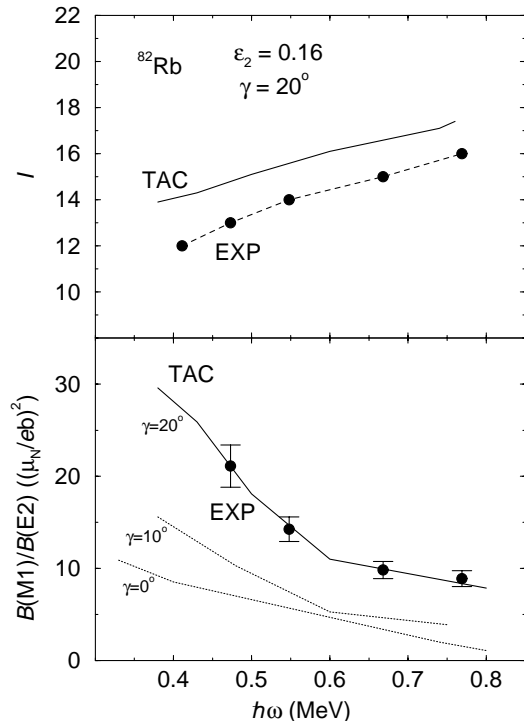 22
20
18
16
14
12
10
I
⁸²Rb
ε₂ = 0.16
γ = 20°
TAC
EXP
30
20
10
0
B(M1)/B(E2) ((μ_N/eb)²)
TAC
γ=20°
EXP
γ=10°
γ=0°
0.4 0.5 0.6 0.7 0.8
ħω (MeV)